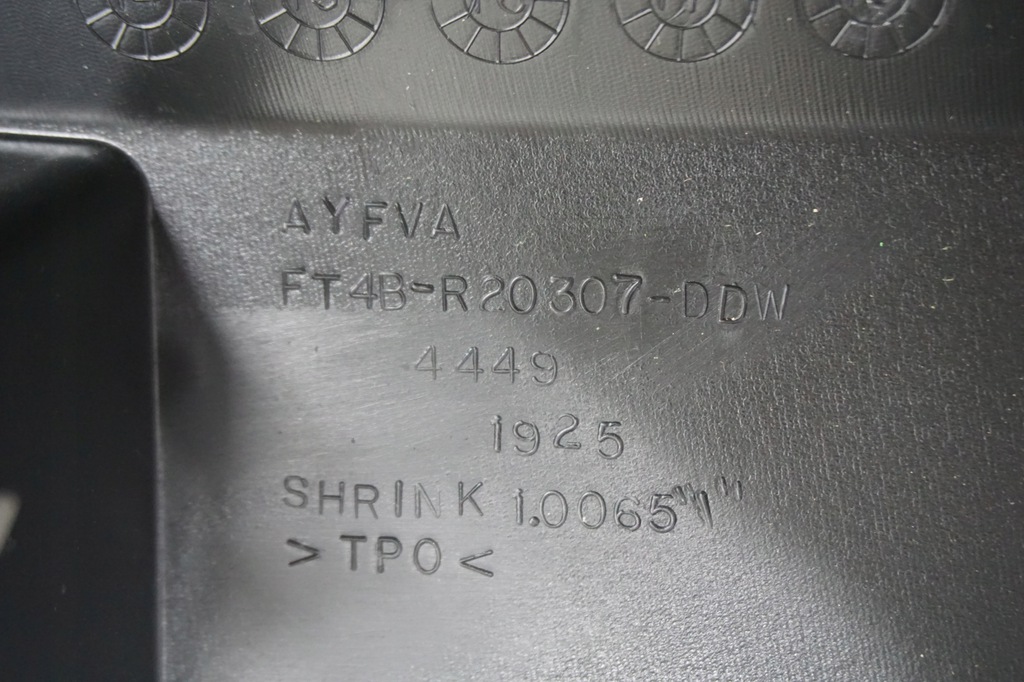 AYFVA
FT4B-R20307-DDW
4449
1925
SHRINK 1.0065"/"
>TPO<